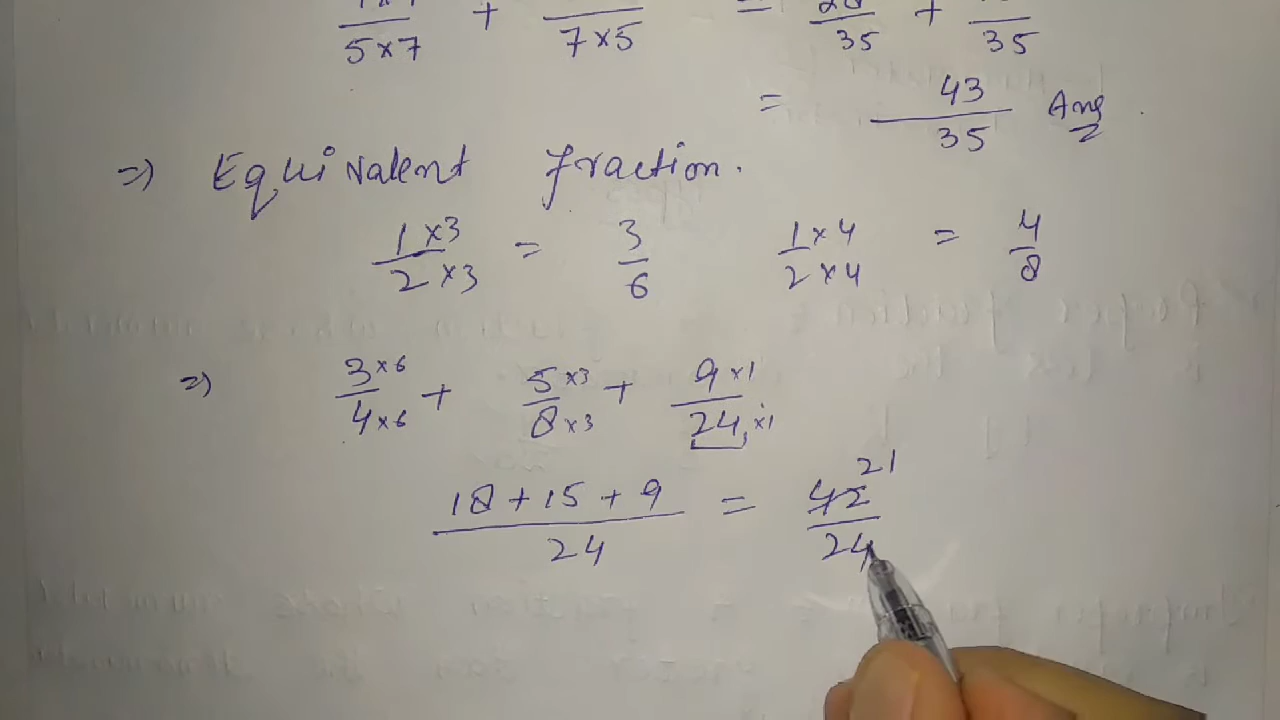 5×7 + 7×5 = 35 + 35
= 43/35 Ans
=) Equivalent fraction.
1×3/2×3 = 3/6 1×4/2×4 = 4/8
=) 3×6/4×6 + 5×3/8×3 + 9×1/24×1
18+15+9/24 = 42/24 21